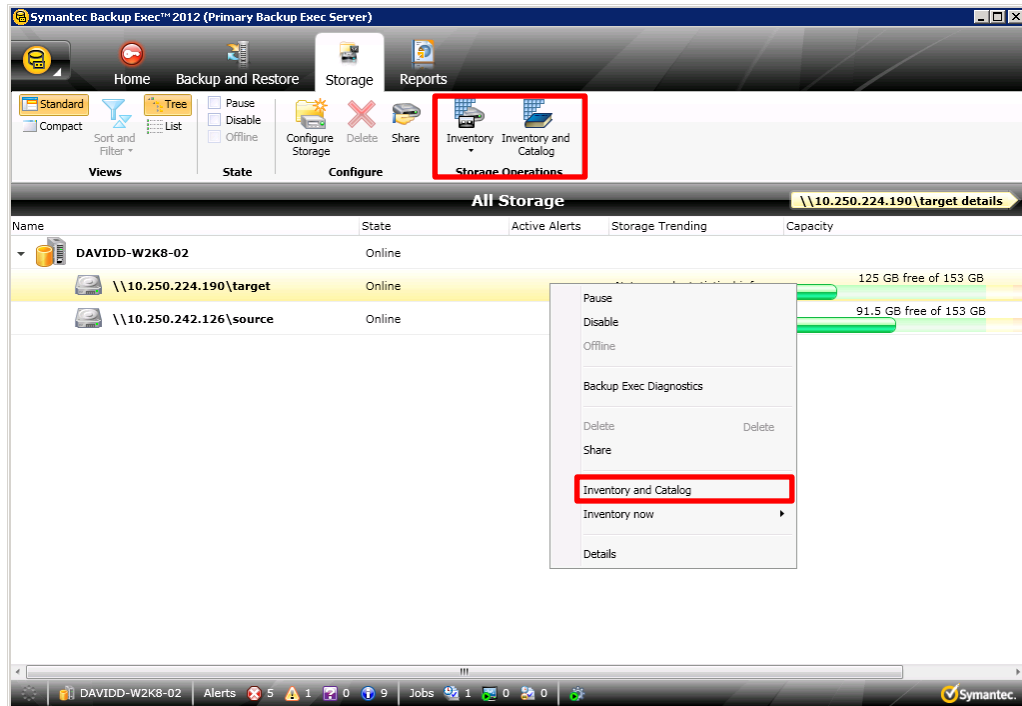 Symantec Backup Exec™ 2012 (Primary Backup Exec Server)
Home Backup and Restore Storage Reports
Standard Tree Pause
Compact List Disable
Sort and Filter Offline
Configure Storage Delete Share Inventory Inventory and Catalog
Views State Configure Storage Operations
All Storage \\10.250.224.190\target details
Name State Active Alerts Storage Trending Capacity
DAVIDD-W2K8-02 Online
\\10.250.224.190\target Online 125 GB free of 153 GB
\\10.250.242.126\source Online 91.5 GB free of 153 GB
Pause
Disable
Offline
Backup Exec Diagnostics
Delete Delete
Share
Inventory and Catalog
Inventory now
Details
DAVIDD-W2K8-02 Alerts 5 1 0 9 Jobs 1 0 0 Symantec.